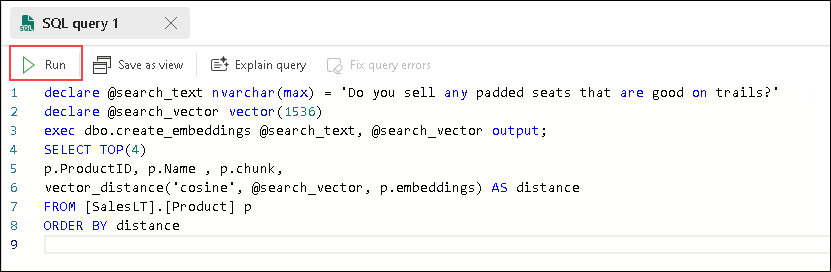 SQL SQL query 1
Run Save as view Explain query Fix query errors
1 declare @search_text nvarchar(max) = 'Do you sell any padded seats that are good on trails?'
2 declare @search_vector vector(1536)
3 exec dbo.create_embeddings @search_text, @search_vector output;
4 SELECT TOP(4)
5 p.ProductID, p.Name , p.chunk,
6 vector_distance('cosine', @search_vector, p.embeddings) AS distance
7 FROM [SalesLT].[Product] p
8 ORDER BY distance
9